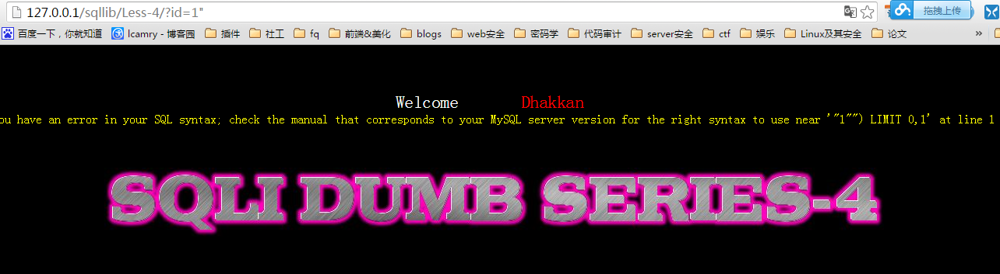 127.0.0.1/sqllib/Less-4/?id=1"
拖拽上传
百度一下，你就知道 lcamry - 博客园 插件 社工 fq 前端&美化 blogs web安全 密码学 代码审计 server安全 ctf 娱乐 Linux及其安全 论文 »
Welcome Dhakkan
ou have an error in your SQL syntax; check the manual that corresponds to your MySQL server version for the right syntax to use near '"1"") LIMIT 0,1' at line 1
SQLI DUMB SERIES-4